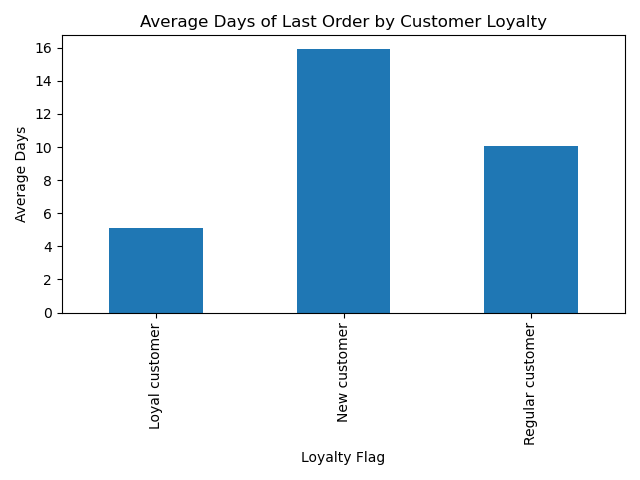 Average Days of Last Order by Customer Loyalty
Average Days
16
14
12
10
8
6
4
2
0
Loyal customer
New customer
Regular customer
Loyalty Flag